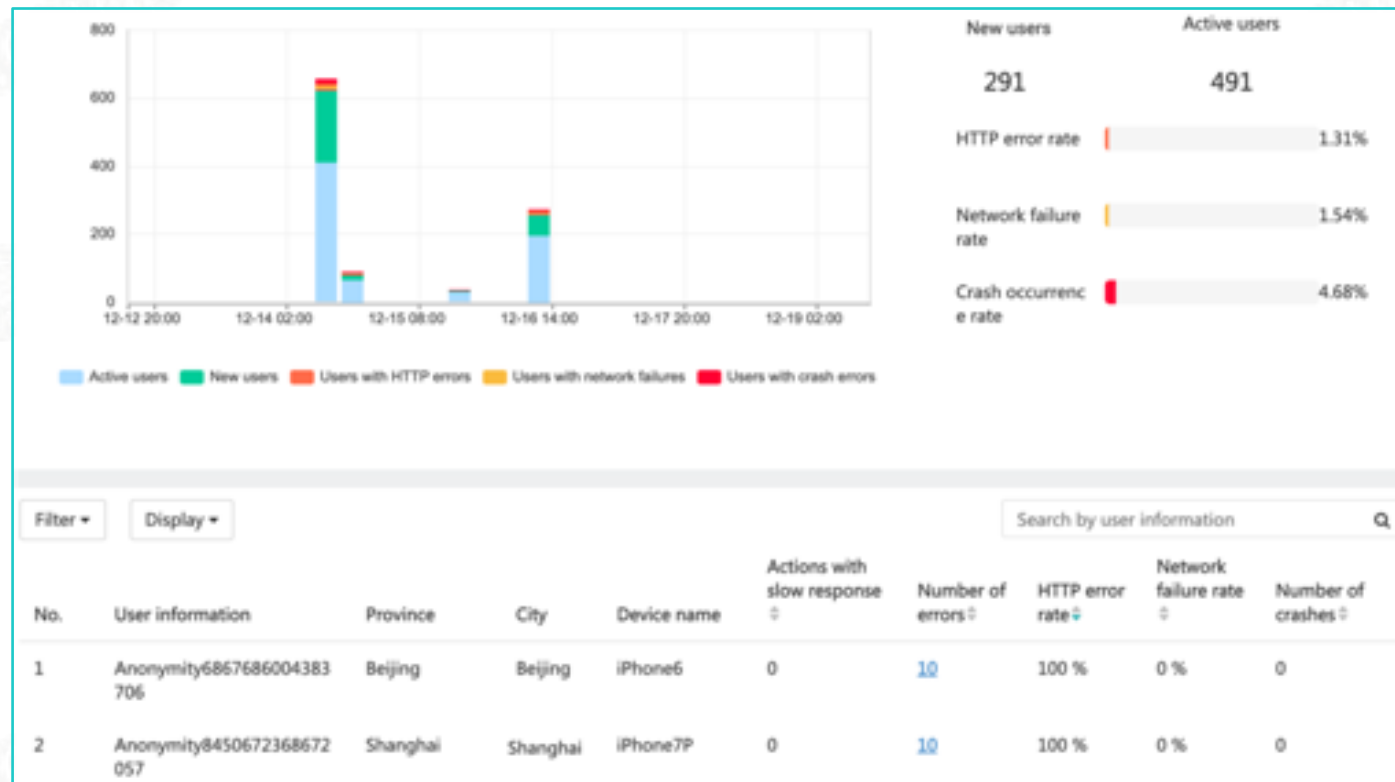 New users Active users
291 491
HTTP error rate 1.31%
Network failure
rate
1.54%
Crash occurrenc
e rate
4.68%
800
600
400
200
0
12-12 20:00 12-14 02:00 12-15 08:00 12-16 14:00 12-17 20:00 12-19 02:00
Active users New users Users with HTTP errors Users with network failures Users with crash errors
Filter Display Search by user information
No. User information Province City Device name Actions with
slow response Number of
errors HTTP error
rate Network
failure rate Number of
crashes
1 Anonymity6867686004383
706 Beijing Beijing iPhone6 0 10 100 % 0 % 0
2 Anonymity8450672368672
057 Shanghai Shanghai iPhone7P 0 10 100 % 0 % 0